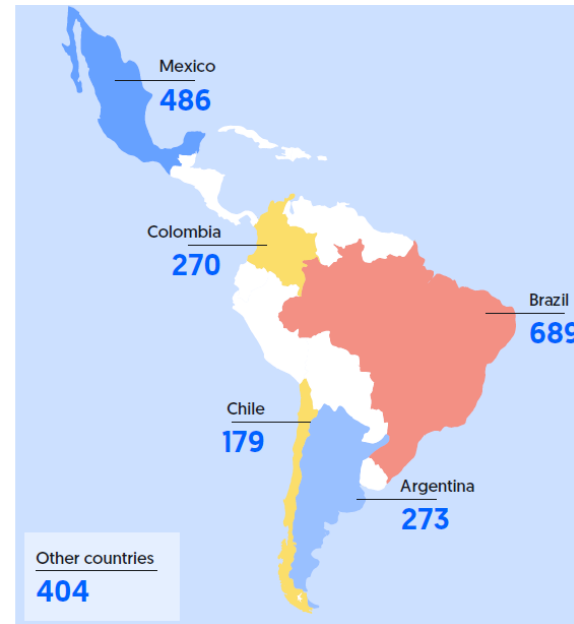 Mexico
486
Colombia
270
Brazil
689
Chile
179
Argentina
273
Other countries
404